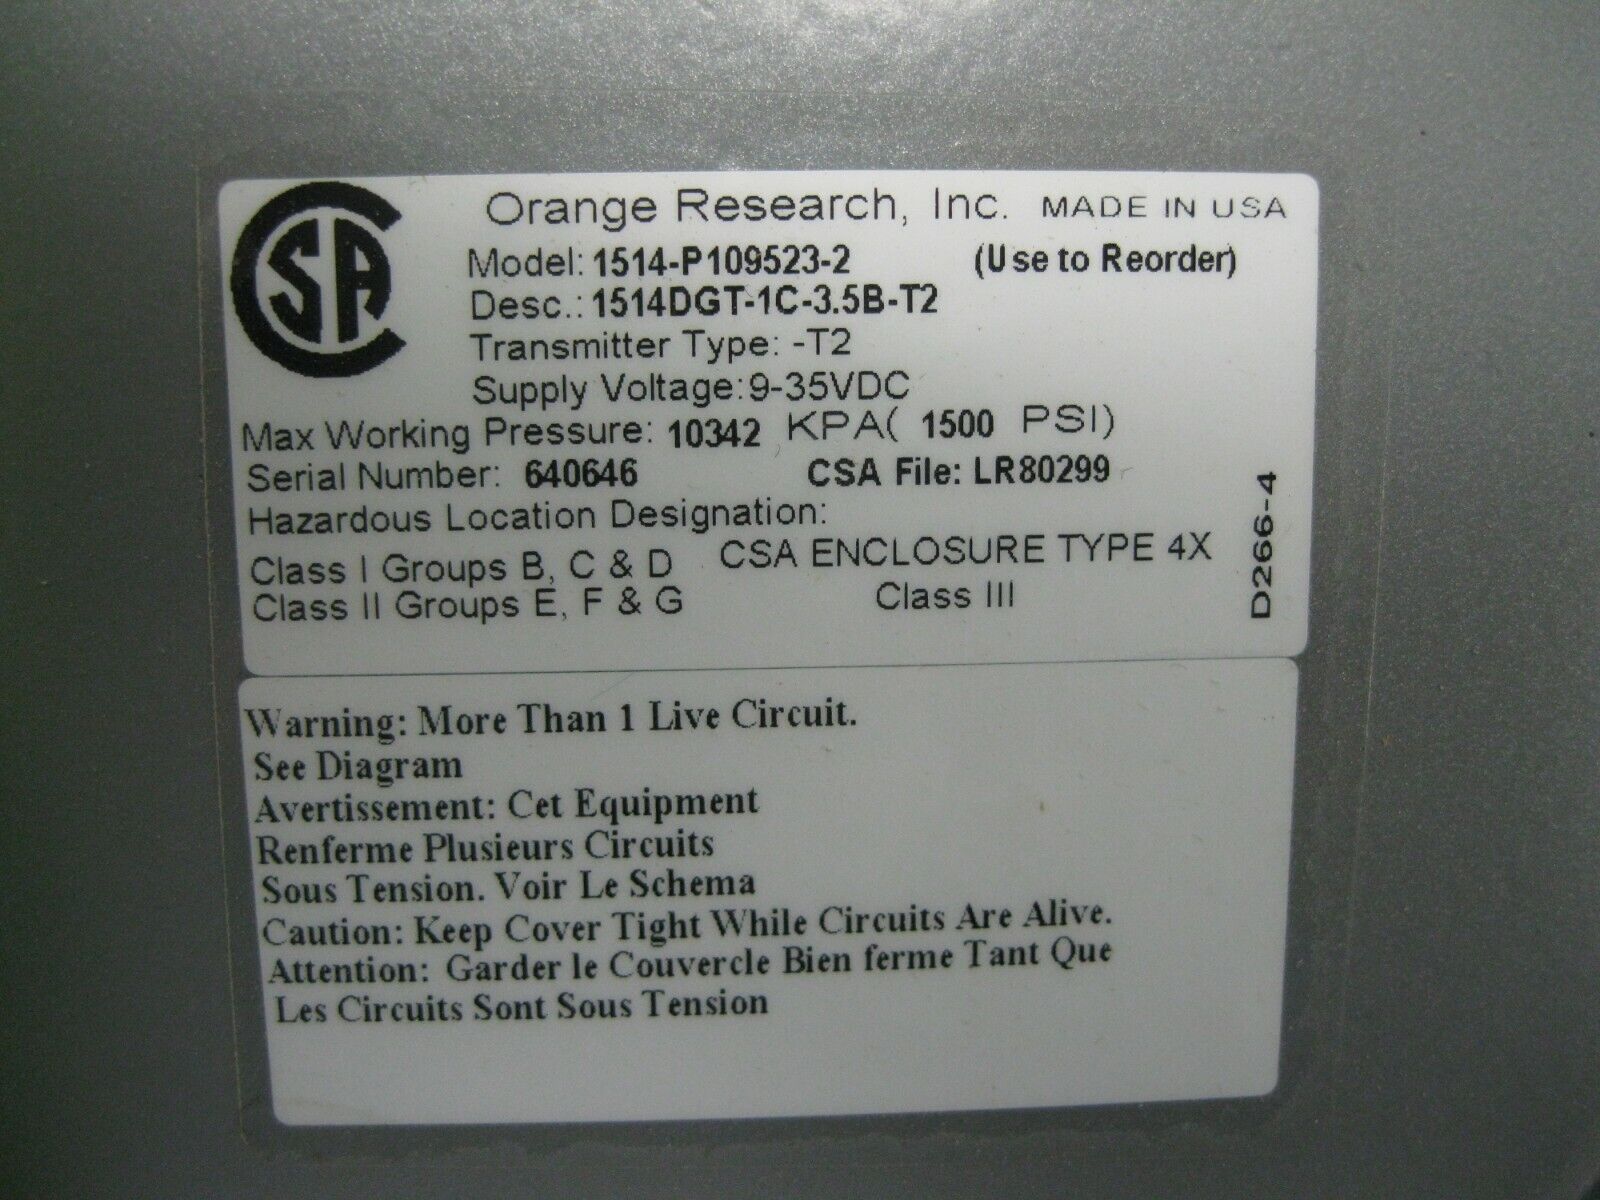 CSA
Orange Research, Inc. MADE IN USA
Model: 1514-P109523-2 (Use to Reorder)
Desc.: 1514DGT-1C-3.5B-T2
Transmitter Type: -T2
Supply Voltage: 9-35VDC
Max Working Pressure: 10342 KPA( 1500 PSI)
Serial Number: 640646 CSA File: LR80299
Hazardous Location Designation:
Class I Groups B, C & D CSA ENCLOSURE TYPE 4X
Class II Groups E, F & G Class III
D266-4
Warning: More Than 1 Live Circuit.
See Diagram
Avertissement: Cet Equipment
Renferme Plusieurs Circuits
Sous Tension. Voir Le Schema
Caution: Keep Cover Tight While Circuits Are Alive.
Attention: Garder le Couvercle Bien ferme Tant Que
Les Circuits Sont Sous Tension